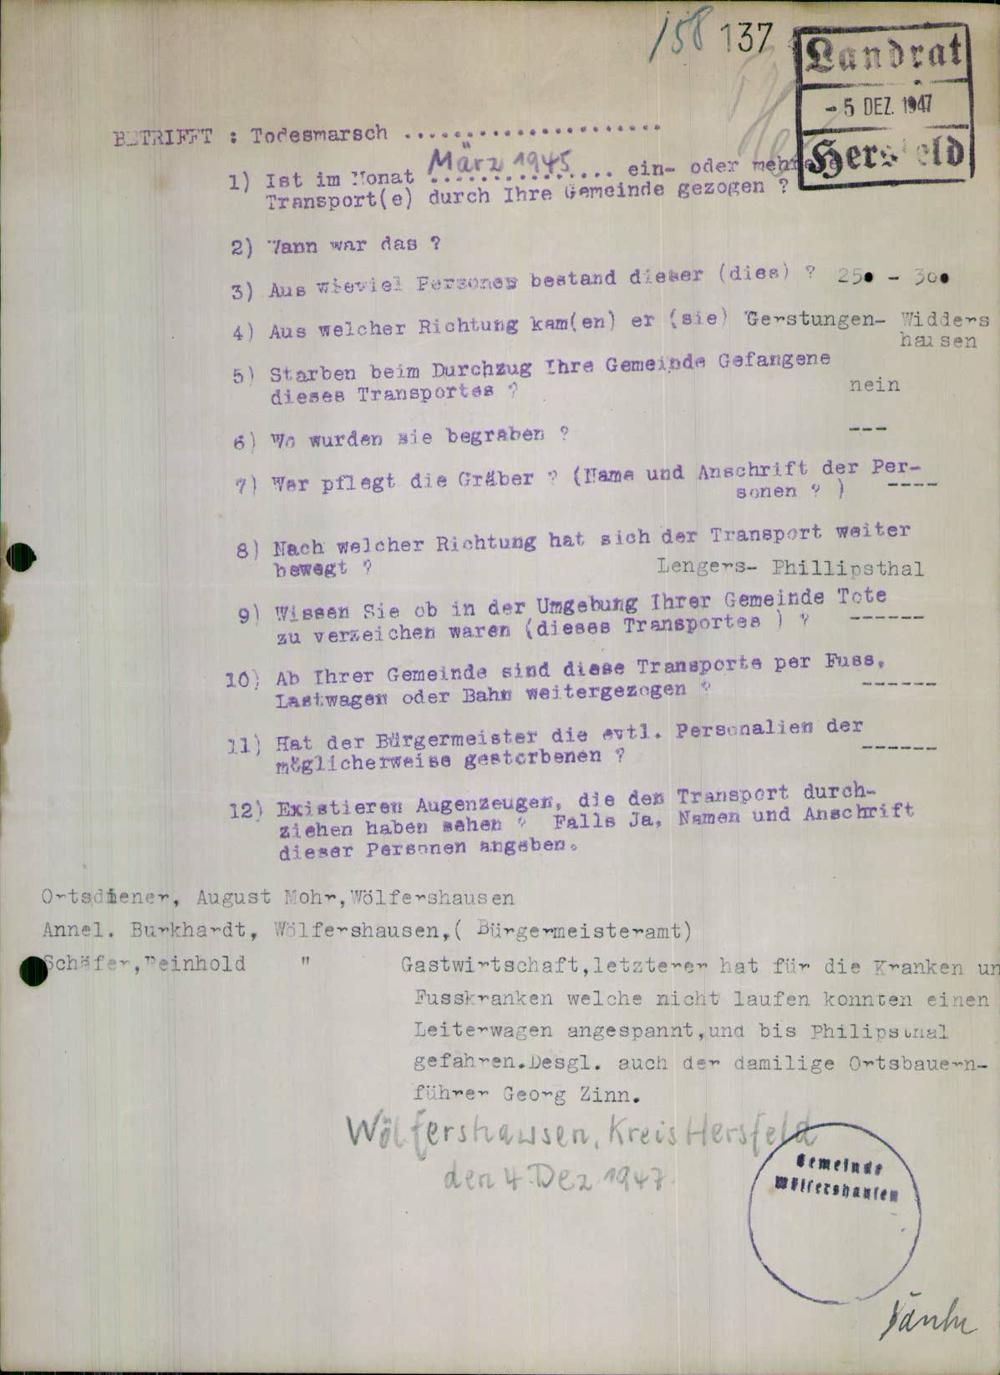 158 137
Landrat
- 5 DEZ. 1947
Hersfeld
BETRIFFT : Todesmarsch ......................
1) Ist im Monat März 1945 ein- oder mehrere
Transport(e) durch Ihre Gemeinde gezogen ?
2) Wann war das ?
3) Aus wieviel Personen bestand dieser (dies) ? 250 - 300
4) Aus welcher Richtung kam(en) er (sie) Gerstungen- Widders
hausen
5) Starben beim Durchzug Ihre Gemeinde Gefangene
dieses Transportes ? nein
6) Wo wurden sie begraben ? ---
7) Wer pflegt die Gräber ? (Name und Anschrift der Per-
sonen ? ) ----
8) Nach welcher Richtung hat sich der Transport weiter
bewegt ? Lengers- Phillipsthal
9) Wissen Sie ob in der Umgebung Ihrer Gemeinde Tote
zu verzeichen waren (dieses Transportes ) ? ------
10) Ab Ihrer Gemeinde sind diese Transporte per Fuss,
Lastwagen oder Bahn weitergezogen ? ------
11) Hat der Bürgermeister die evtl. Personalien der
möglicherweise gestorbenen ? ------
12) Existieren Augenzeugen, die den Transport durch-
ziehen haben sehen ? Falls Ja, Namen und Anschrift
dieser Personen angeben.
Ortsdiener, August Mohr,Wölfershausen
Annel. Burkhardt, Wölfershausen,( Bürgermeisteramt)
Schäfer,Reinhold " Gastwirtschaft,letzterer hat für die Kranken un
Fusskranken welche nicht laufen konnten einen
Leiterwagen angespannt,und bis Philipsthal
gefahren.Desgl. auch der damilige Ortsbauern-
führer Georg Zinn.
Wölfershausen, Kreis Hersfeld
den 4. Dez 1947.
Gemeinde
Wölfershausen